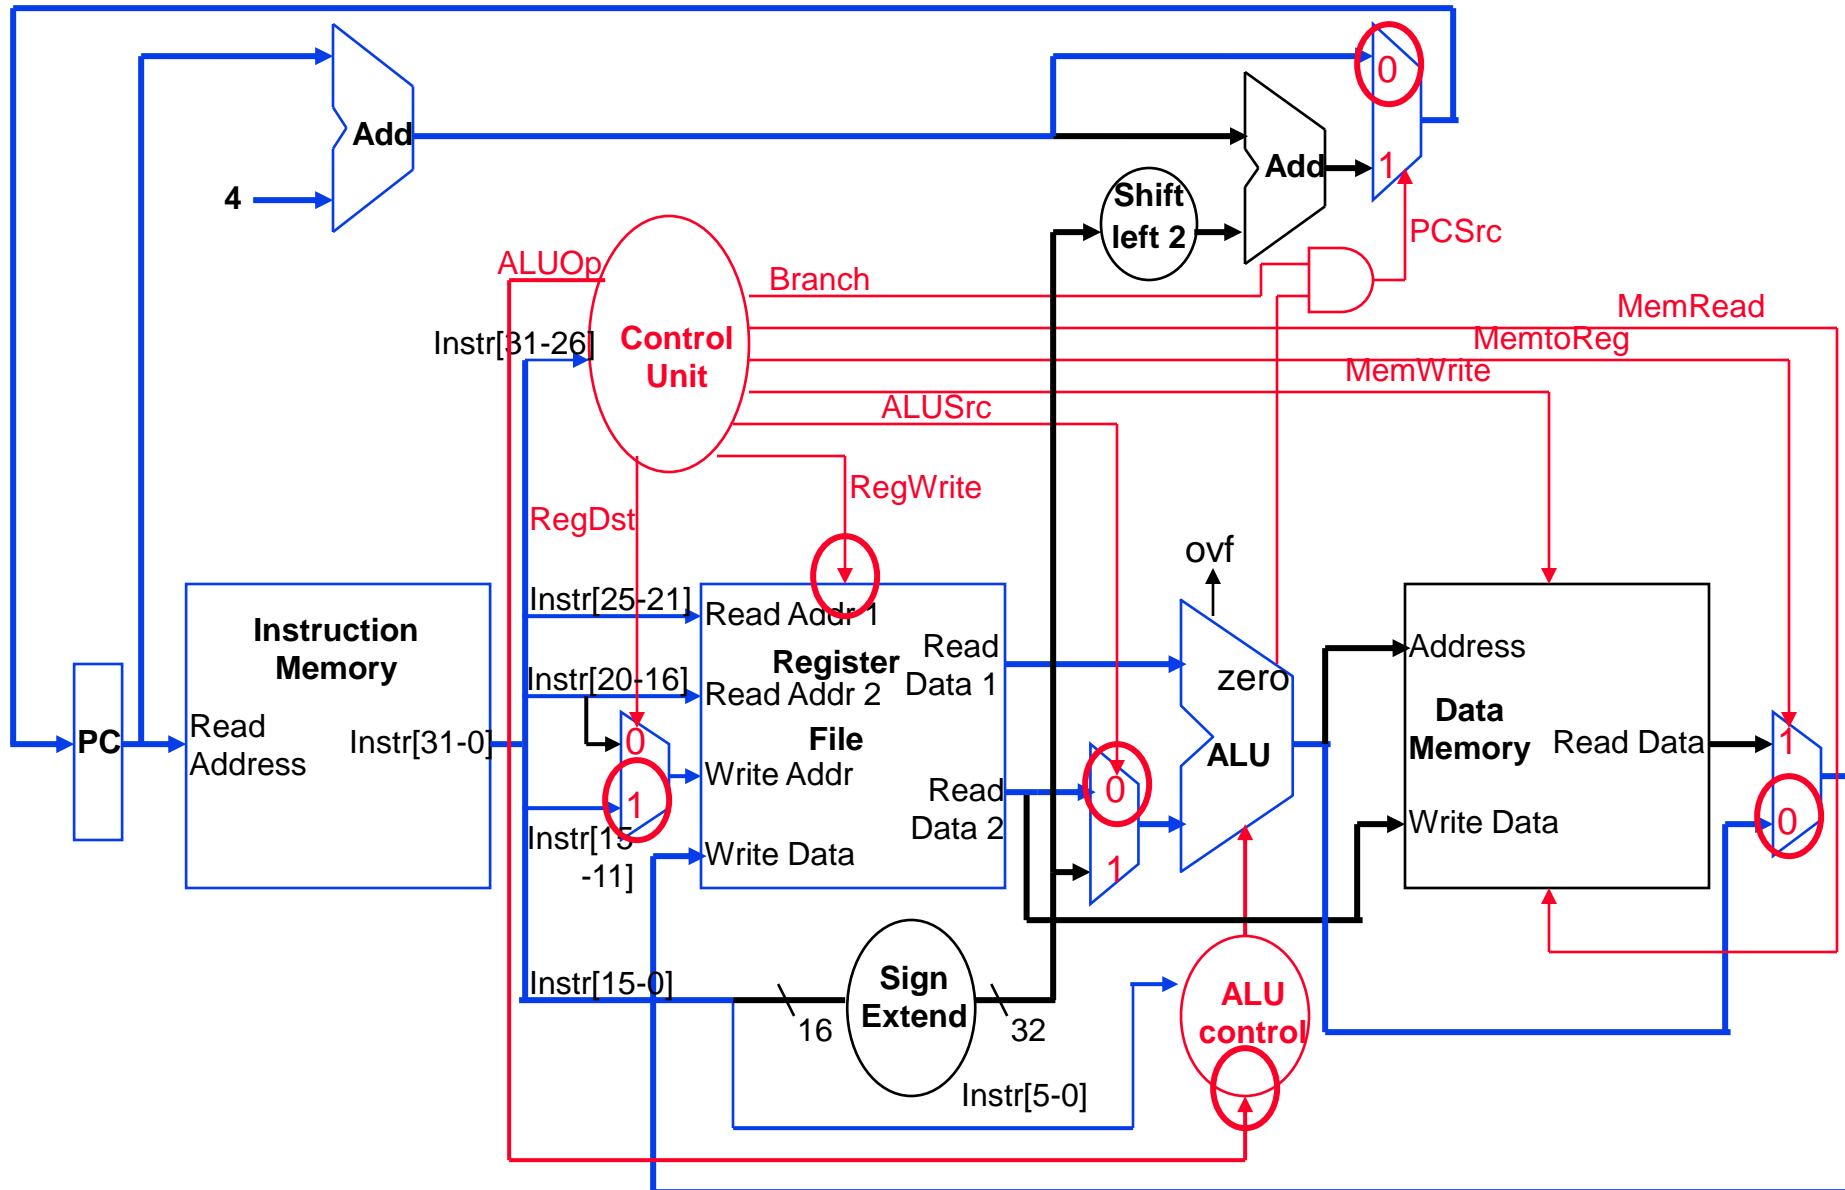 0
Add
Add
1
4
Shift
left 2
PCSrc
ALUOp
Branch
MemRead
Instr[31-26]
Control
Unit
MemtoReg
MemWrite
ALUSrc
RegWrite
RegDst
ovf
Instr[25-21]
Read Addr 1
Instruction
Memory
Register
File
Read
Data 1
Instr[20-16]
Read Addr 2
zero
Address
Data
Memory
PC
Read
Address
Instr[31-0]
0
Write Addr
ALU
Read Data
1
1
Read
Data 2
0
Write Data
0
Instr[15
-11]
Write Data
1
Instr[15-0]
Sign
Extend
16
32
ALU
control
Instr[5-0]